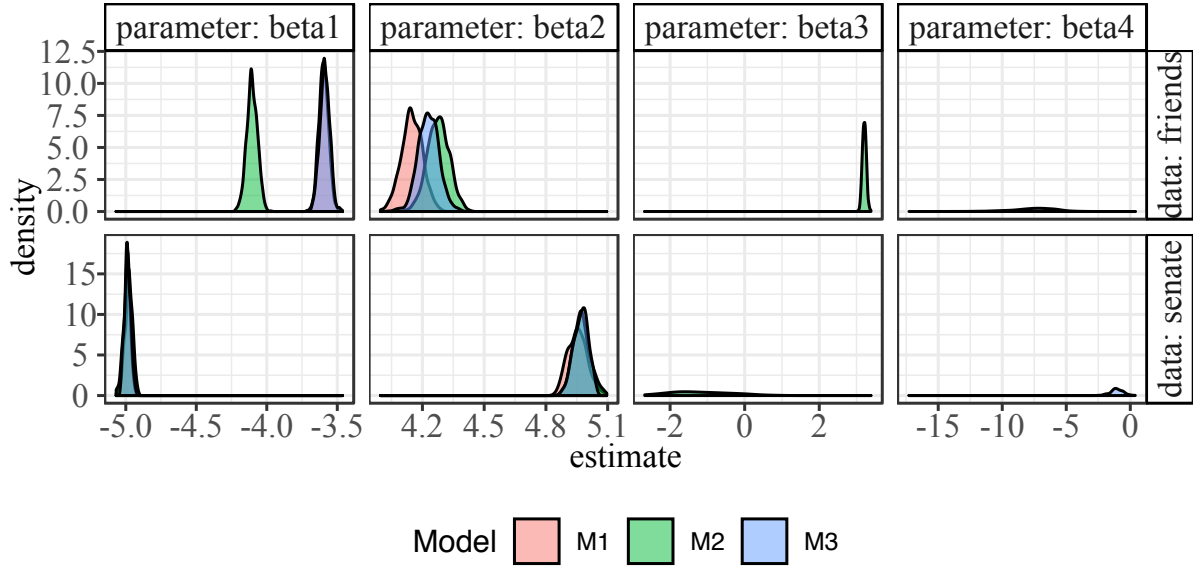 parameter: beta1 parameter: beta2 parameter: beta3 parameter: beta4
12.5
10.0
7.5
5.0
2.5
0.0
data: friends
density
15
10
5
0
data: senate
-5.0 -4.5 -4.0 -3.5 4.2 4.5 4.8 5.1 -2 0 2 -15 -10 -5 0
estimate
Model M1 M2 M3